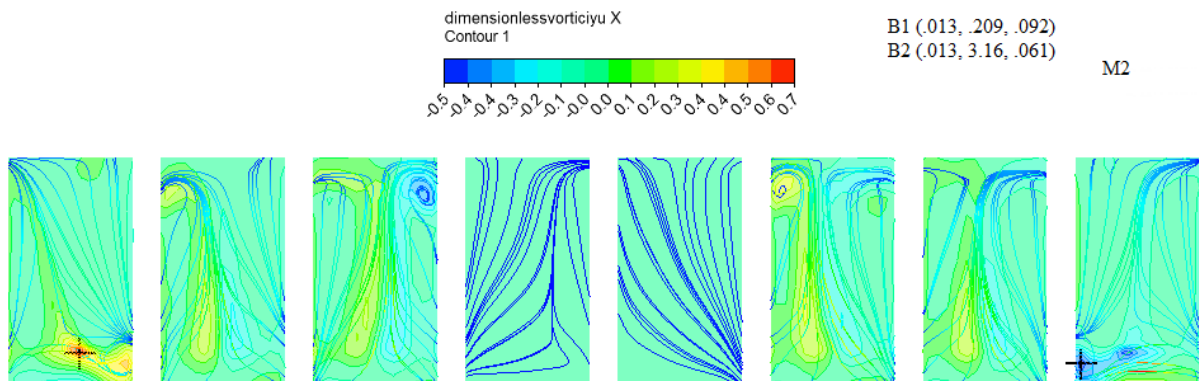 dimensionlessvorticiyu X
Contour 1
B1 (.013, .209, .092)
B2 (.013, 3.16, .061)
M2
-0.5 -0.4 -0.4 -0.3 -0.2 -0.1 -0.0 0.0 0.1 0.2 0.3 0.4 0.4 0.5 0.6 0.7